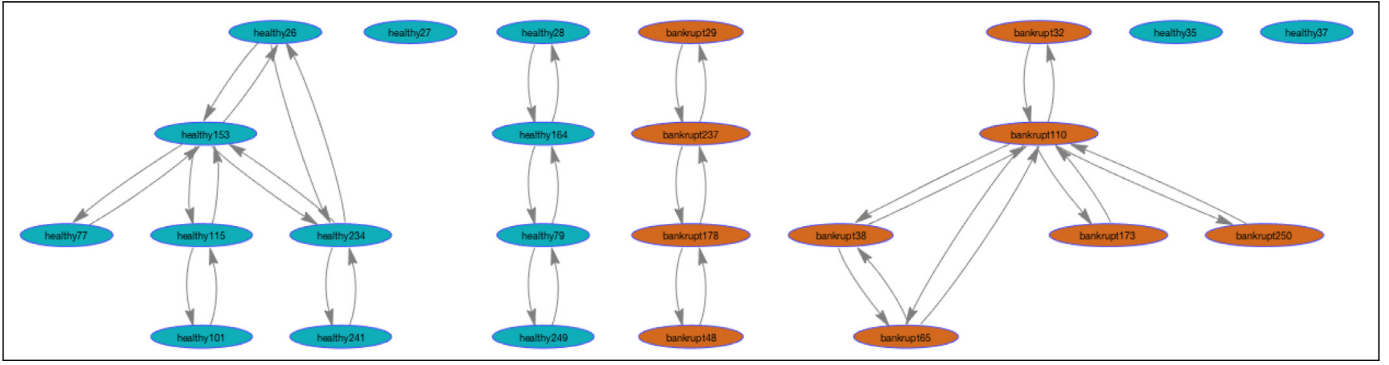 healthy26 healthy27 healthy28 bankrupt29 bankrupt32 healthy35 healthy37
healthy153 healthy164 bankrupt237 bankrupt110
healthy77 healthy115 healthy234 healthy79 bankrupt178 bankrupt38 bankrupt173 bankrupt250
healthy101 healthy241 healthy249 bankrupt48 bankrupt65